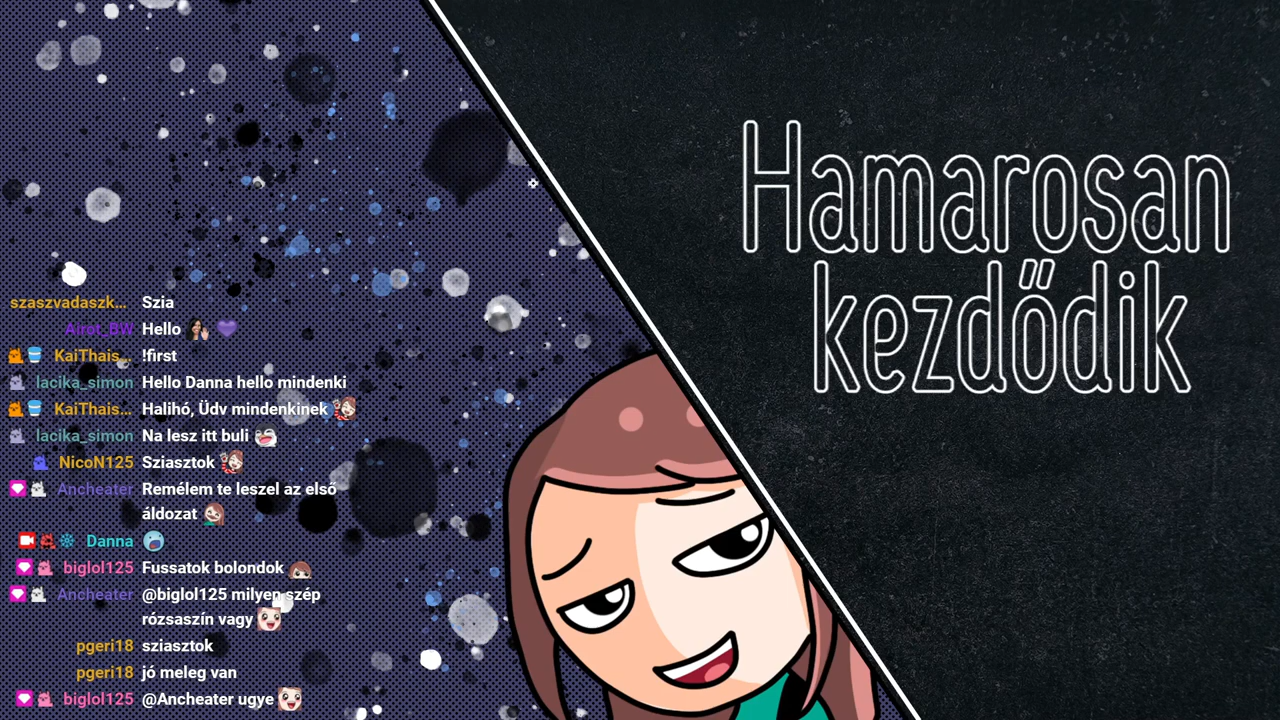 Hamarosan
kezdődik
szaszvadaszk... Szia
Airot_BW Hello
KaiThais... !first
lacika_simon Hello Danna hello mindenki
KaiThais... Halihó, Üdv mindenkinek
lacika_simon Na lesz itt buli
NicoN125 Sziasztok
Ancheater Remélem te leszel az első
áldozat
Danna
biglol125 Fussatok bolondok
Ancheater @biglol125 milyen szép
rózsaszín vagy
pgeri18 sziasztok
pgeri18 jó meleg van
biglol125 @Ancheater ugye